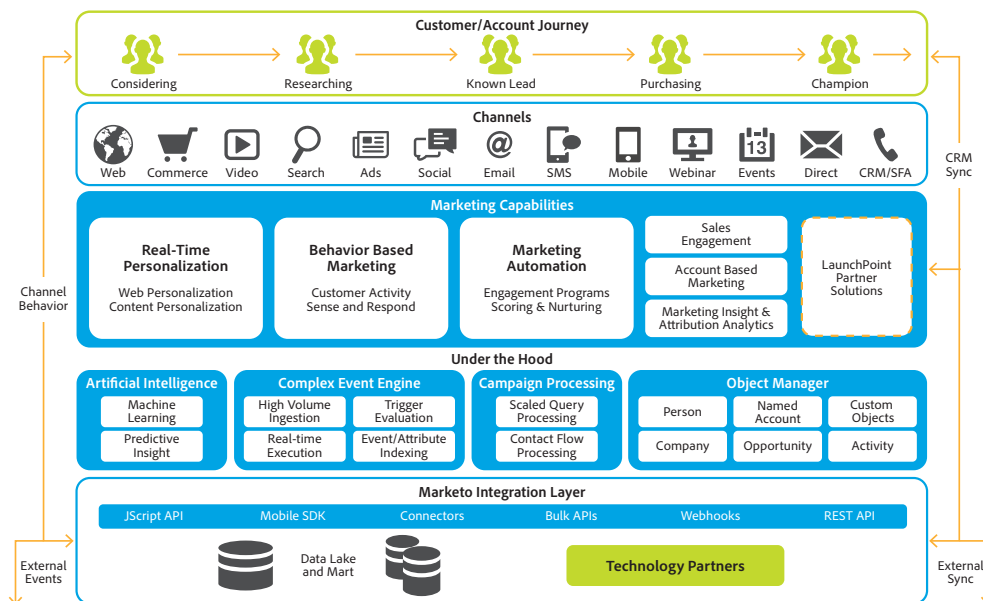 Customer/Account Journey
Considering
Researching
Known Lead
Purchasing
Champion
Channels
13
@
Web
Commerce
Video
Search
Ads
Social
Email
SMS
Mobile
Webinar
Events
Direct
CRM/SFA
CRM
Sync
Channel
Behavior
Marketing Capabilities
Real-Time
Personalization
Web Personalization
Content Personalization
Behavior Based
Marketing
Customer Activity
Sense and Respond
Marketing
Automation
Engagement Programs
Scoring & Nurturing
Sales
Engagement
Account Based
Marketing
Marketing Insight &
Attribution Analytics
LaunchPoint
Partner
Solutions
Under the Hood
Artificial Intelligence
Machine
Learning
Predictive
Insight
Complex Event Engine
High Volume
Ingestion
Trigger
Evaluation
Real-time
Execution
Event/Attribute
Indexing
Campaign Processing
Scaled Query
Processing
Contact Flow
Processing
Object Manager
Person
Named
Account
Custom
Objects
Company
Opportunity
Activity
Marketo Integration Layer
JScript API
Mobile SDK
Connectors
Bulk APIs
Webhooks
REST API
Data Lake
and Mart
Technology Partners
External
Events
External
Sync